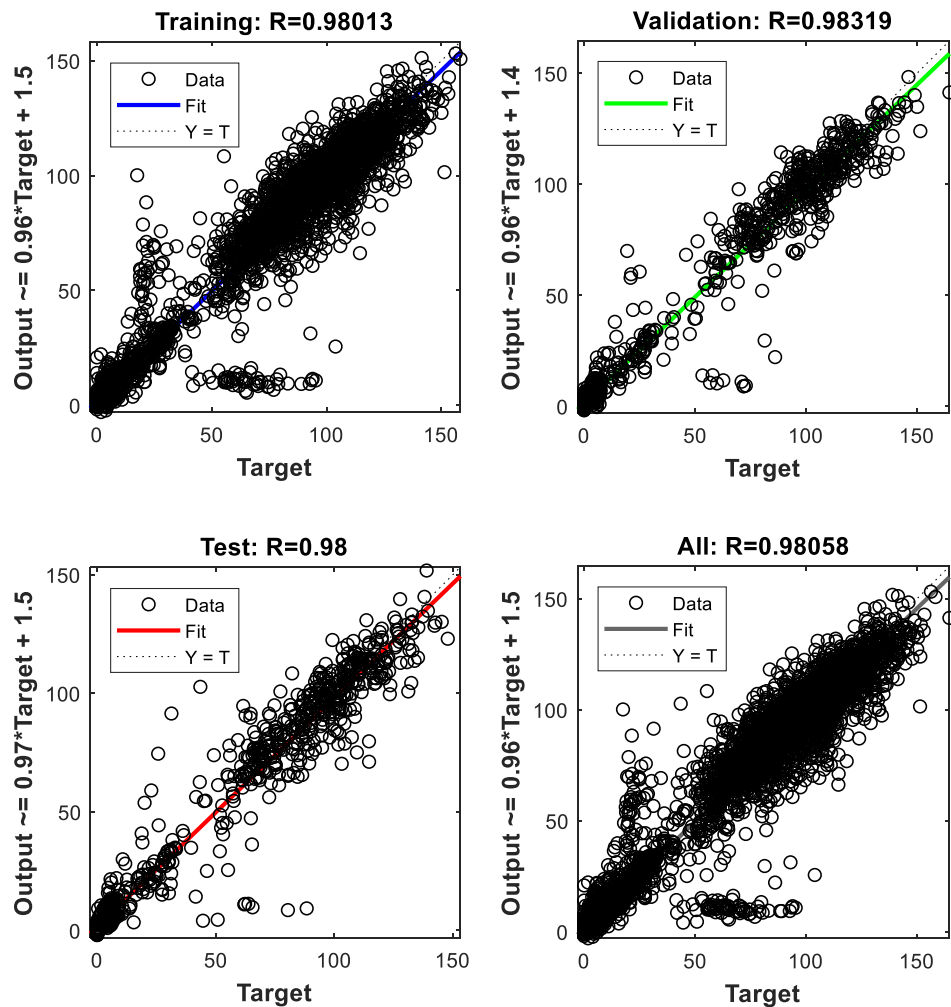 Training: R=0.98013
Output ~= 0.96*Target + 1.5
150
100
50
0
Data
Fit
Y = T
0 50 100 150
Target
Validation: R=0.98319
Output ~= 0.96*Target + 1.4
150
100
50
0
Data
Fit
Y = T
0 50 100 150
Target
Test: R=0.98
Output ~= 0.97*Target + 1.5
150
100
50
0
Data
Fit
Y = T
0 50 100 150
Target
All: R=0.98058
Output ~= 0.96*Target + 1.5
150
100
50
0
Data
Fit
Y = T
0 50 100 150
Target